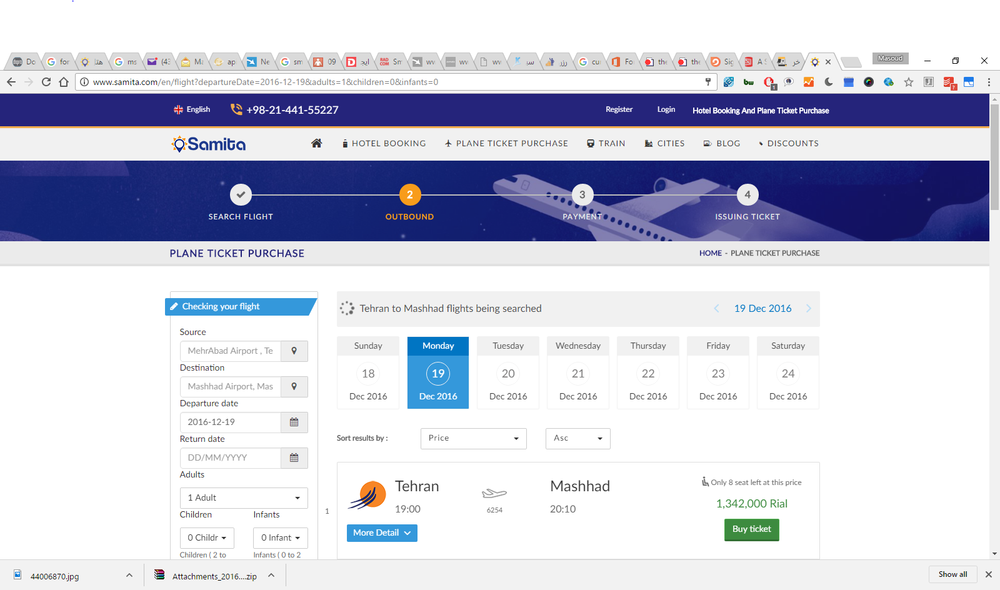 Do
for
هتا
ms
(43
Ma
ap
Ne
sm
09
ایج
Sm
wv
wv
wv
سی
رزر
cu
Fo
the
the
Sig
A S
خر
Masoud
www.samita.com/en/flight?departureDate=2016-12-19&adults=1&children=0&infants=0
English
+98-21-441-55227
Register
Login
Hotel Booking And Plane Ticket Purchase
Samita
HOTEL BOOKING
PLANE TICKET PURCHASE
TRAIN
CITIES
BLOG
DISCOUNTS
2
3
4
SEARCH FLIGHT
OUTBOUND
PAYMENT
ISSUING TICKET
PLANE TICKET PURCHASE
HOME - PLANE TICKET PURCHASE
Checking your flight
Source
MehrAbad Airport , Te
Destination
Mashhad Airport, Mas
Departure date
2016-12-19
Return date
DD/MM/YYYY
Adults
1 Adult
Children
Infants
0 Childr
0 Infant
Children ( 2 to
Infants ( 0 to 2
Tehran to Mashhad flights being searched
19 Dec 2016
Sunday
18
Dec 2016
Monday
19
Dec 2016
Tuesday
20
Dec 2016
Wednesday
21
Dec 2016
Thursday
22
Dec 2016
Friday
23
Dec 2016
Saturday
24
Dec 2016
Sort results by :
Price
Asc
1
Tehran
19:00
6254
Mashhad
20:10
Only 8 seat left at this price
1,342,000 Rial
Buy ticket
More Detail
44006870.jpg
Attachments_2016....zip
Show all